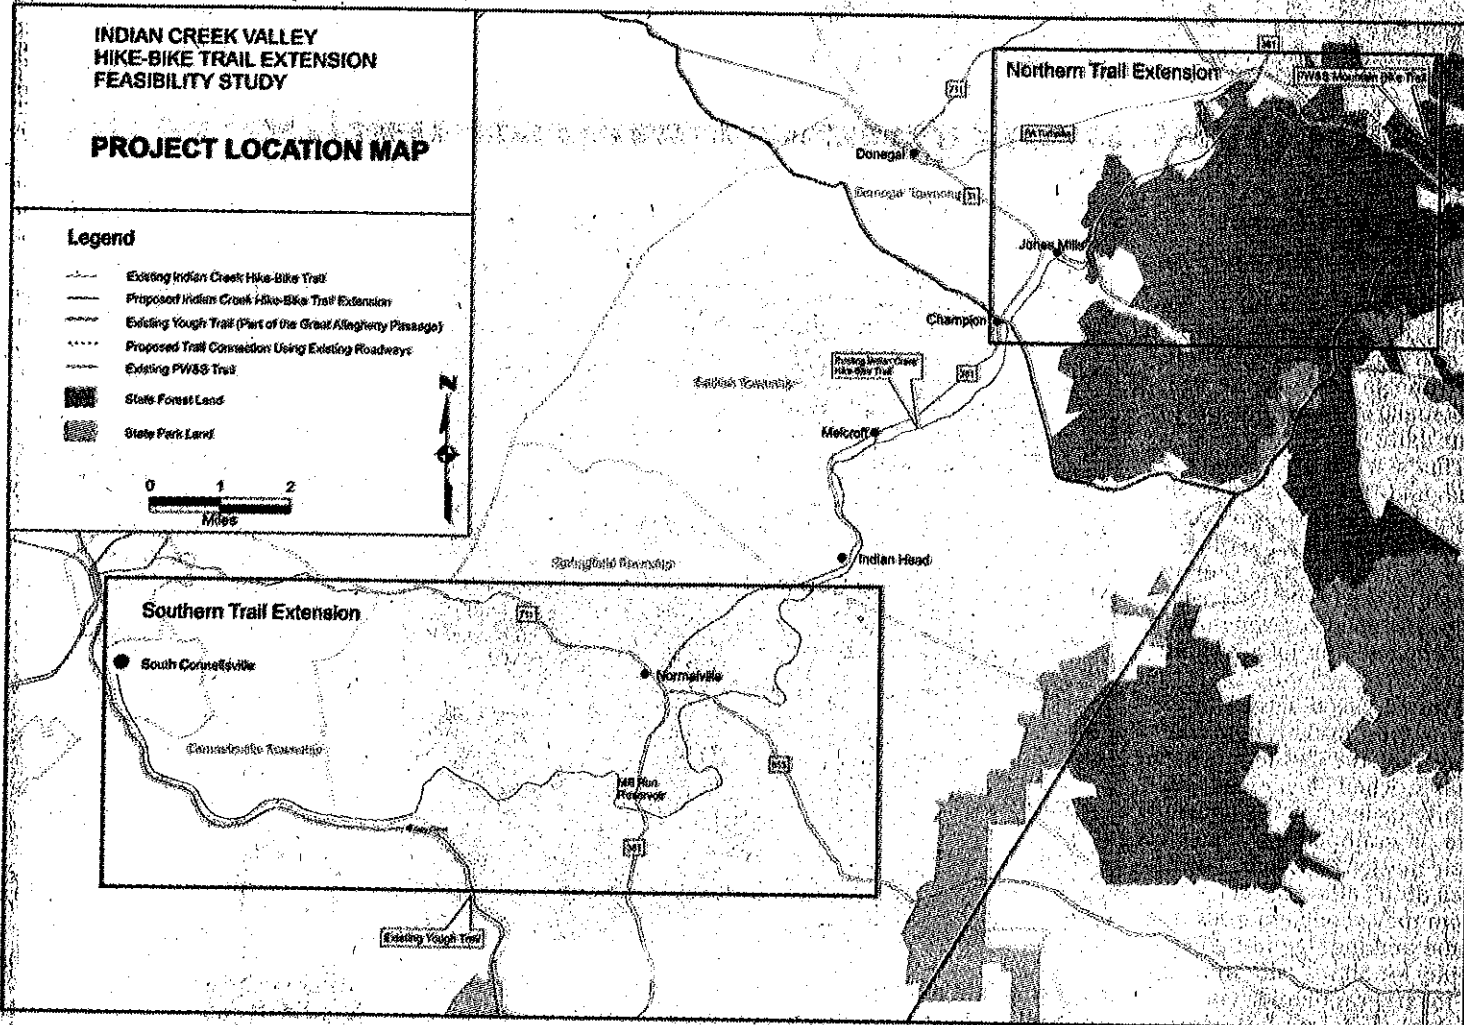 INDIAN CREEK VALLEY
HIKE-BIKE TRAIL EXTENSION
FEASIBILITY STUDY
PROJECT LOCATION MAP
Legend
Existing Indian Creek Hike-Bike Trail
Proposed Indian Creek Hike-Bike Trail Extension
Existing Yough Trail (Part of the Great Allegheny Passage)
Proposed Trail Connection Using Existing Roadways
Existing PW&S Trail
State Forest Land
State Park Land
N
0 1 2
Miles
Northern Trail Extension
381
PW&S Mountain Bike Trail
711
PA Turnpike
Donegal
Donegal Township
31
Jones Mills
Champion
Existing Indian Creek
Hike-Bike Trail
381
Saltlick Township
Melcroft
Indian Head
Springfield Township
Southern Trail Extension
711
South Connellsville
Normalville
Connellsville Township
653
Mill Run
Reservoir
381
Existing Yough Trail